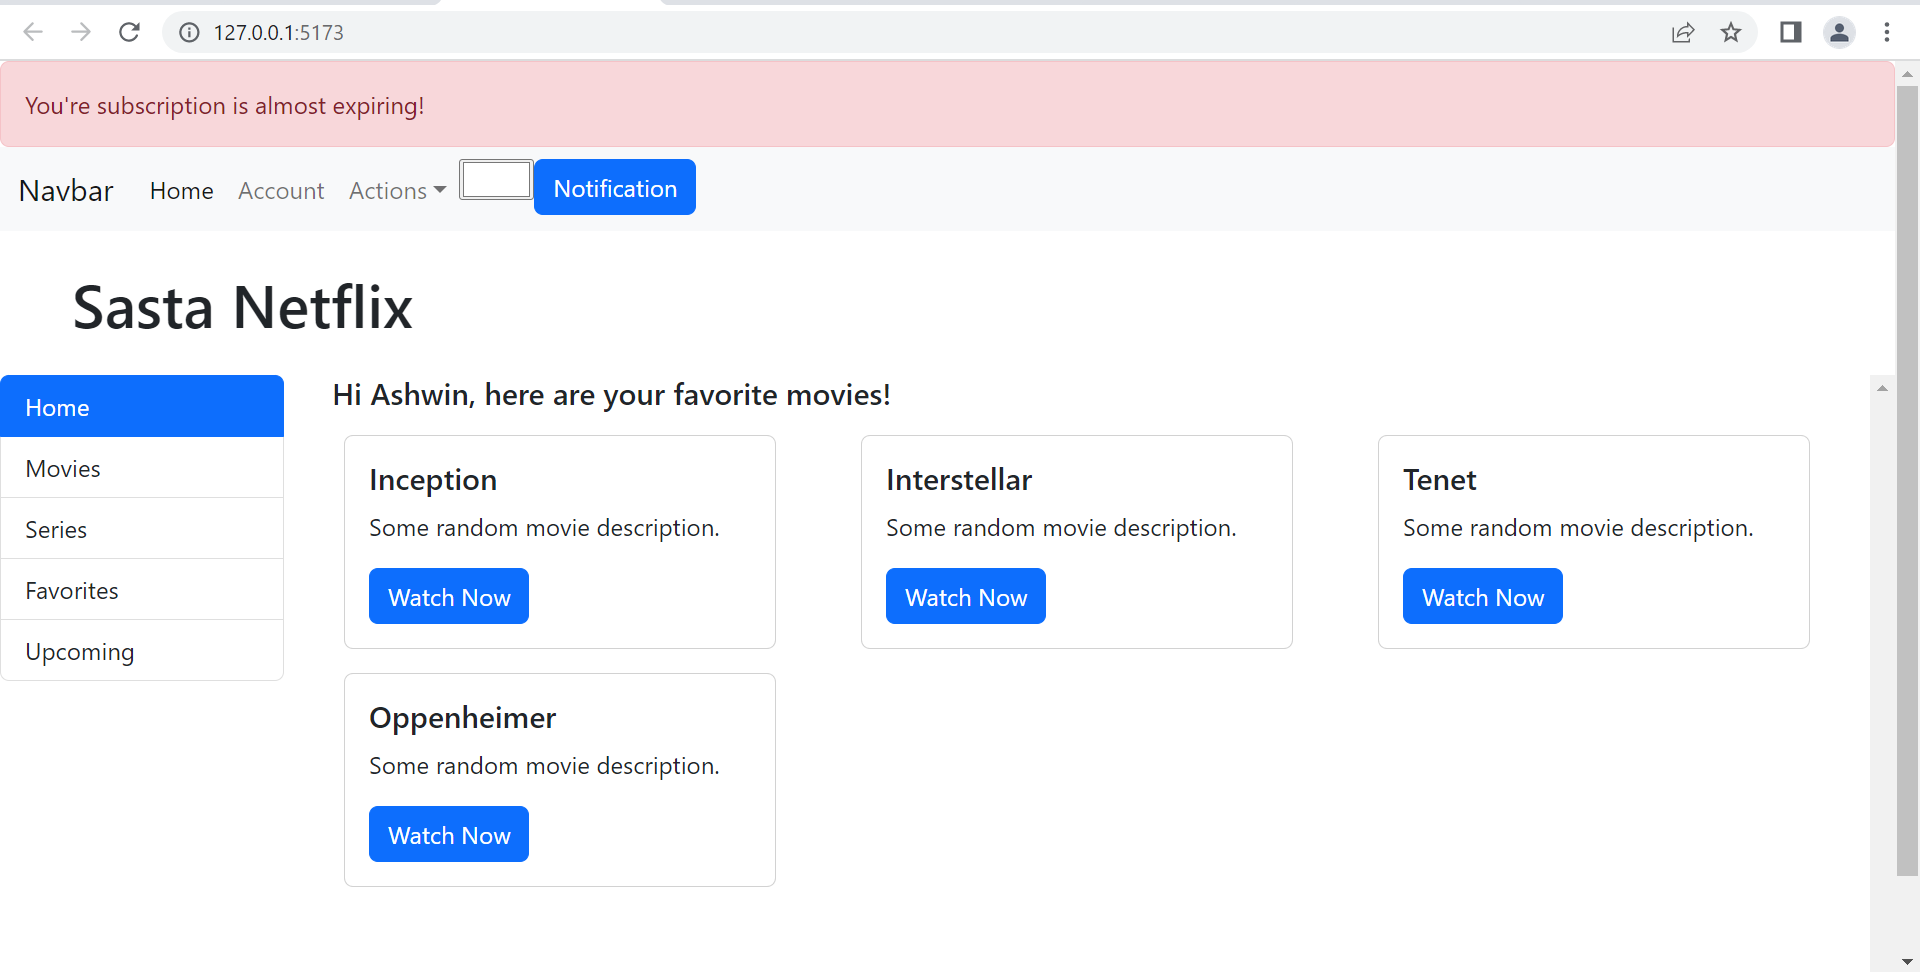 127.0.0.1:5173
You're subscription is almost expiring!
Navbar Home Account Actions Notification
Sasta Netflix
Home
Movies
Series
Favorites
Upcoming
Hi Ashwin, here are your favorite movies!
Inception
Some random movie description.
Watch Now
Interstellar
Some random movie description.
Watch Now
Tenet
Some random movie description.
Watch Now
Oppenheimer
Some random movie description.
Watch Now